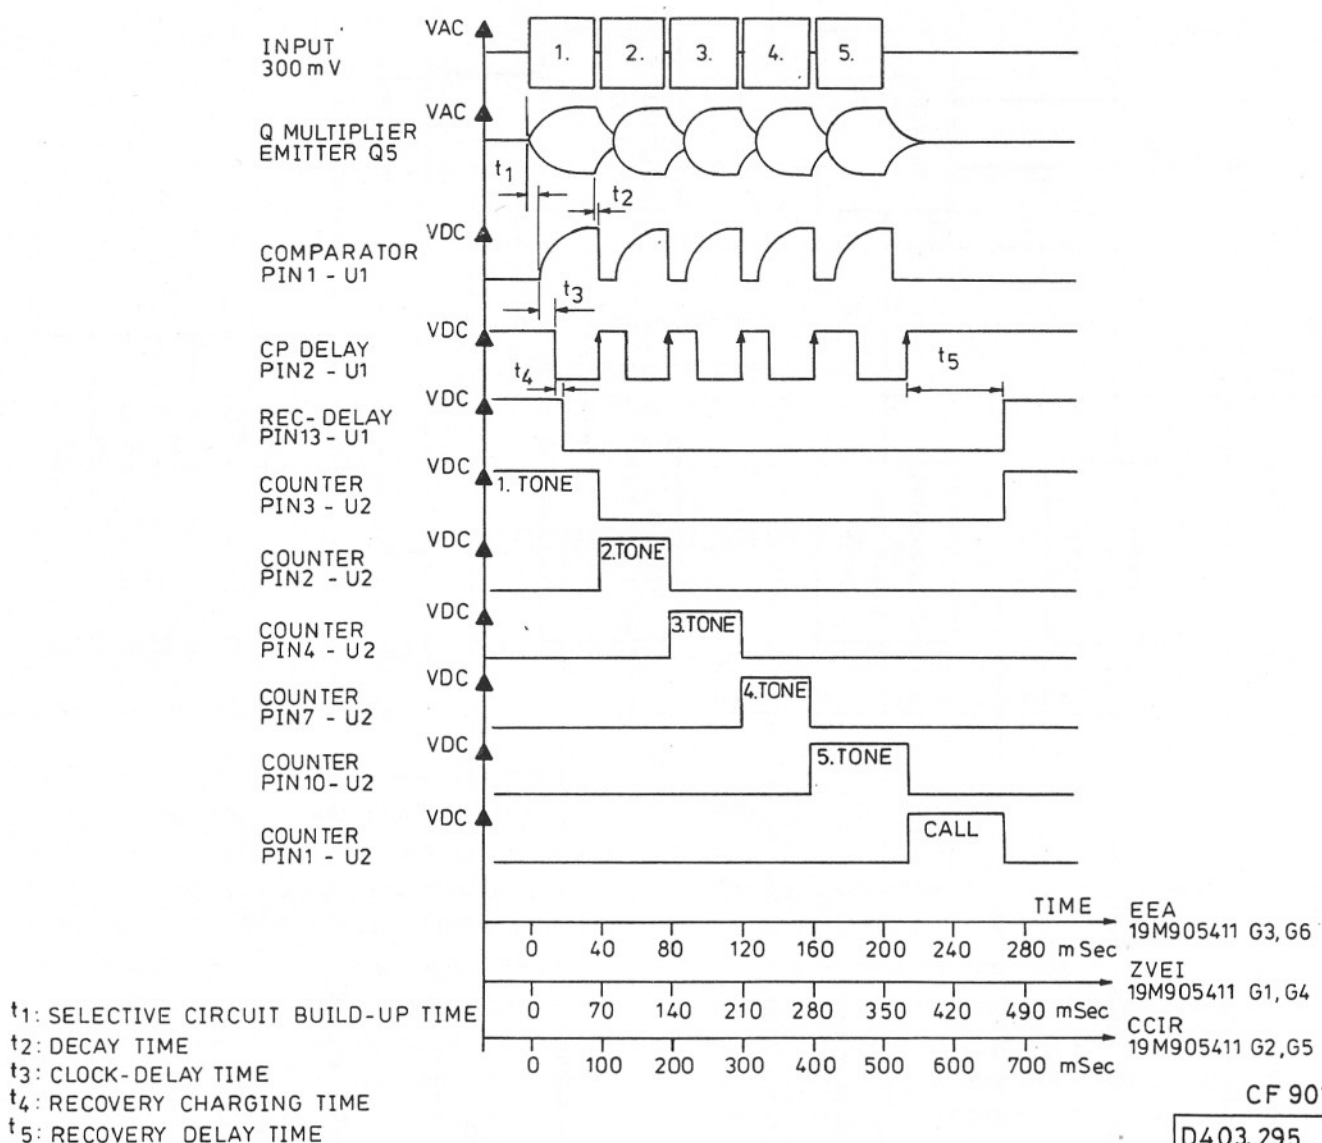 INPUT
300 mV
VAC
1. 2. 3. 4. 5.
Q MULTIPLIER
EMITTER Q5
VAC
t1
t2
COMPARATOR
PIN1 - U1
VDC
t3
CP DELAY
PIN2 - U1
VDC
t4
t5
REC-DELAY
PIN13-U1
VDC
COUNTER
PIN3 - U2
VDC
1. TONE
COUNTER
PIN2 - U2
VDC
2.TONE
COUNTER
PIN4 - U2
VDC
3.TONE
COUNTER
PIN7 - U2
VDC
4.TONE
COUNTER
PIN10- U2
VDC
5.TONE
COUNTER
PIN1 - U2
VDC
CALL
TIME
EEA
19M905411 G3, G6
0 40 80 120 160 200 240 280 mSec
ZVEI
19M905411 G1, G4
0 70 140 210 280 350 420 490 mSec
CCIR
19M905411 G2,G5
0 100 200 300 400 500 600 700 mSec
t1: SELECTIVE CIRCUIT BUILD-UP TIME
t2: DECAY TIME
t3: CLOCK-DELAY TIME
t4: RECOVERY CHARGING TIME
t5: RECOVERY DELAY TIME
CF 90
D403.295